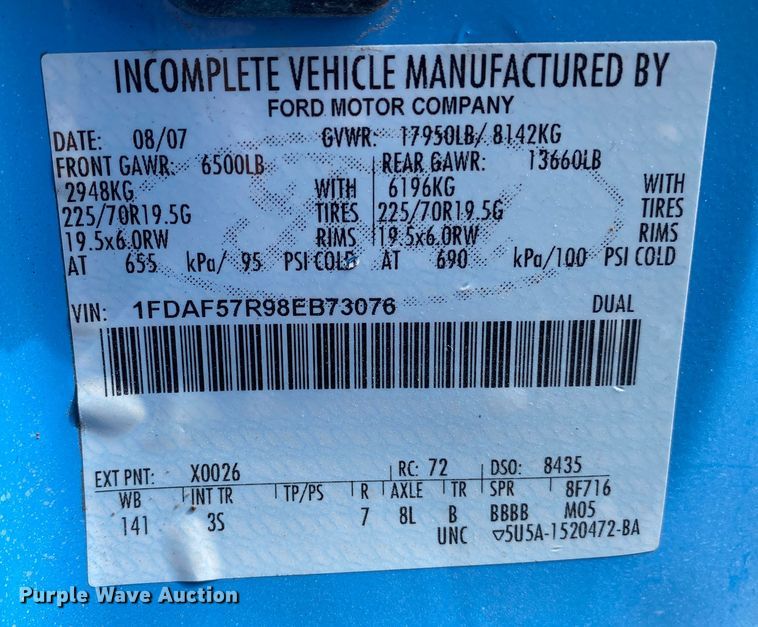 INCOMPLETE VEHICLE MANUFACTURED BY
FORD MOTOR COMPANY
DATE: 08/07 GVWR: 17950LB/ 8142KG
FRONT GAWR: 6500LB REAR GAWR: 13660LB
2948KG WITH 6196KG WITH
225/70R19.5G TIRES 225/70R19.5G TIRES
19.5x6.0RW RIMS 19.5x6.0RW RIMS
AT 655 kPa/ 95 PSI COLD AT 690 kPa/100 PSI COLD
VIN: 1FDAF57R98EB73076 DUAL
EXT PNT: X0026 RC: 72 DSO: 8435
WB INT TR TP/PS R AXLE TR SPR 8F716
141 3S 7 8L B BBBB M05
UNC ▽5U5A-1520472-BA
Purple Wave Auction